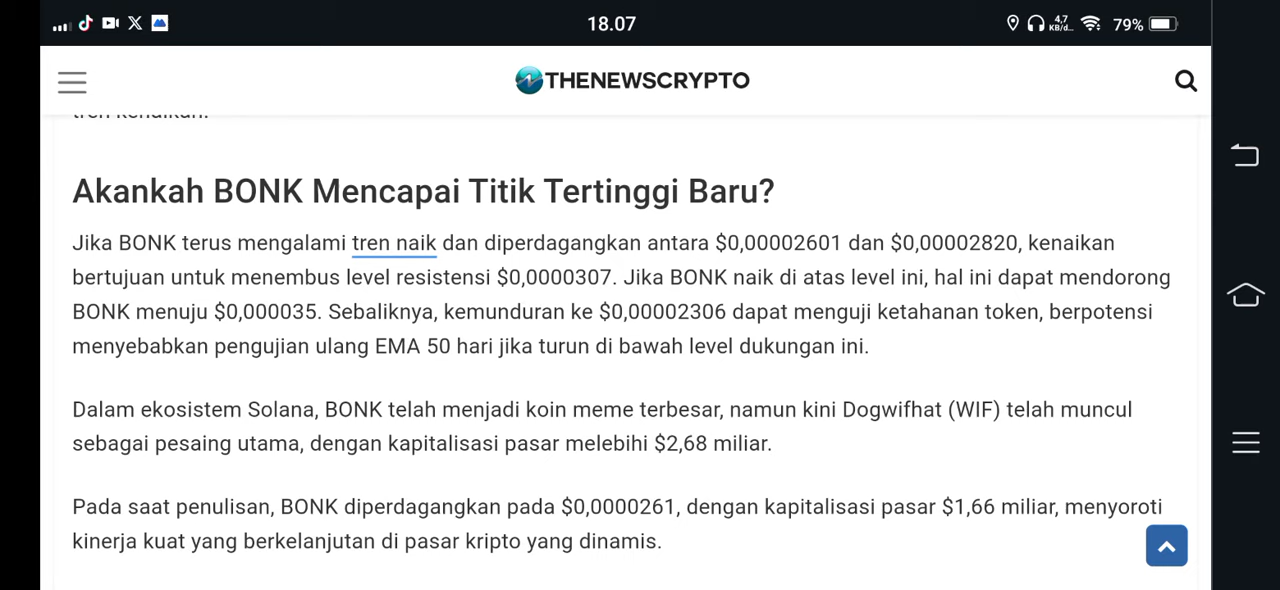 18.07
4,7
KB/d...
79%
THENEWSCRYPTO
tren kenaikan.
Akankah BONK Mencapai Titik Tertinggi Baru?
Jika BONK terus mengalami tren naik dan diperdagangkan antara $0,00002601 dan $0,00002820, kenaikan
bertujuan untuk menembus level resistensi $0,0000307. Jika BONK naik di atas level ini, hal ini dapat mendorong
BONK menuju $0,000035. Sebaliknya, kemunduran ke $0,00002306 dapat menguji ketahanan token, berpotensi
menyebabkan pengujian ulang EMA 50 hari jika turun di bawah level dukungan ini.
Dalam ekosistem Solana, BONK telah menjadi koin meme terbesar, namun kini Dogwifhat (WIF) telah muncul
sebagai pesaing utama, dengan kapitalisasi pasar melebihi $2,68 miliar.
Pada saat penulisan, BONK diperdagangkan pada $0,0000261, dengan kapitalisasi pasar $1,66 miliar, menyoroti
kinerja kuat yang berkelanjutan di pasar kripto yang dinamis.